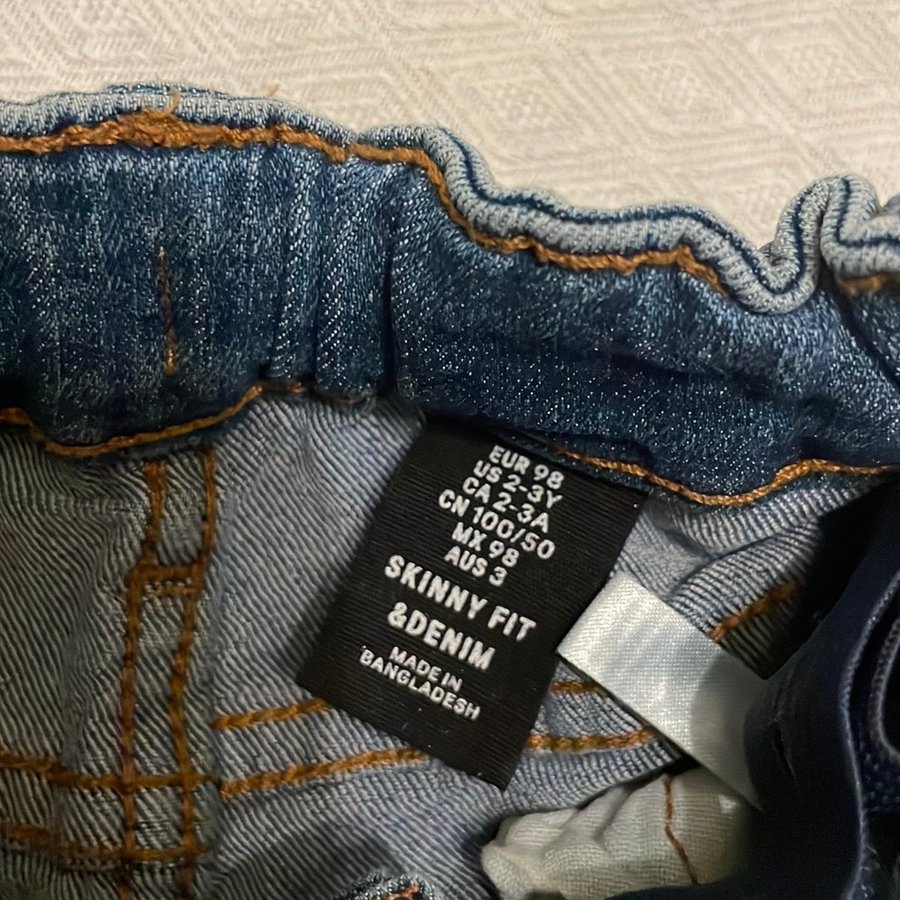 EUR 98
US 2-3Y
CA 2-3A
CN 100/50
MX 98
AUS 3
SKINNY FIT
&DENIM
MADE IN
BANGLADESH